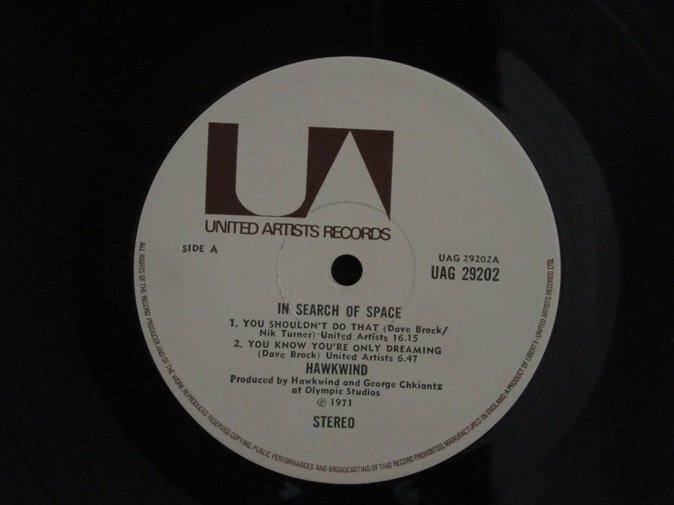 UA
UNITED ARTISTS RECORDS
SIDE A
UAG 29202A
UAG 29202
IN SEARCH OF SPACE
1. YOU SHOULDN'T DO THAT (Dave Brock/
Nik Turner) United Artists 16.15
2. YOU KNOW YOU'RE ONLY DREAMING
(Dave Brock) United Artists 6.47
HAWKWIND
Produced by Hawkwind and George Chkiantz
at Olympic Studios
℗ 1971
STEREO
ALL RIGHTS OF THE RECORD PRODUCER AND OF THE OWNER OF THE WORK REPRODUCED RESERVED. COPYING, PUBLIC PERFORMANCES AND BROADCASTING OF THIS RECORD PROHIBITED. MANUFACTURED IN ENGLAND. A PRODUCT OF LIBERTY–UNITED ARTISTS RECORDS LTD.